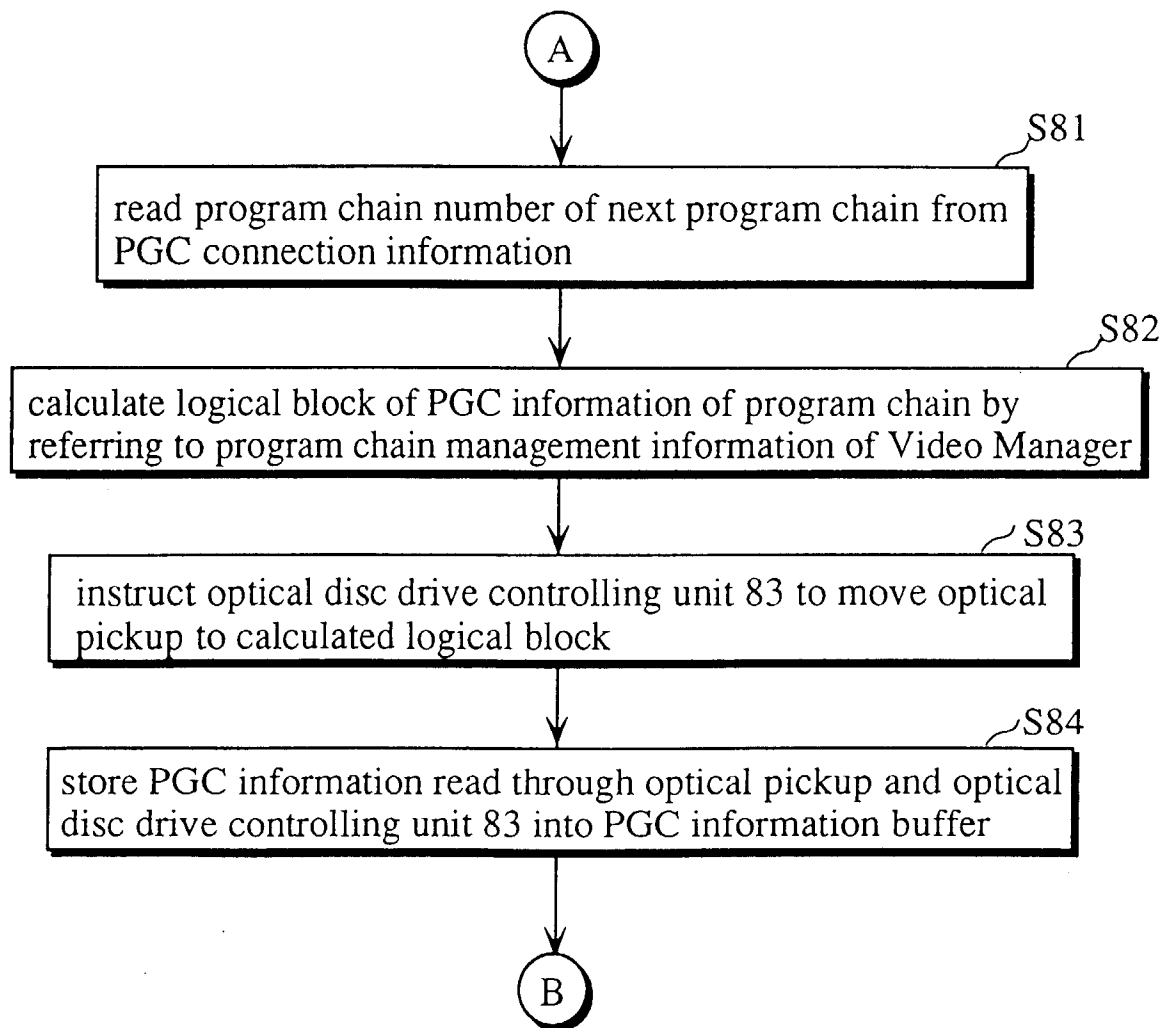 A
S81
read program chain number of next program chain from
PGC connection information
S82
calculate logical block of PGC information of program chain by
referring to program chain management information of Video Manager
S83
instruct optical disc drive controlling unit 83 to move optical
pickup to calculated logical block
S84
store PGC information read through optical pickup and optical
disc drive controlling unit 83 into PGC information buffer
B